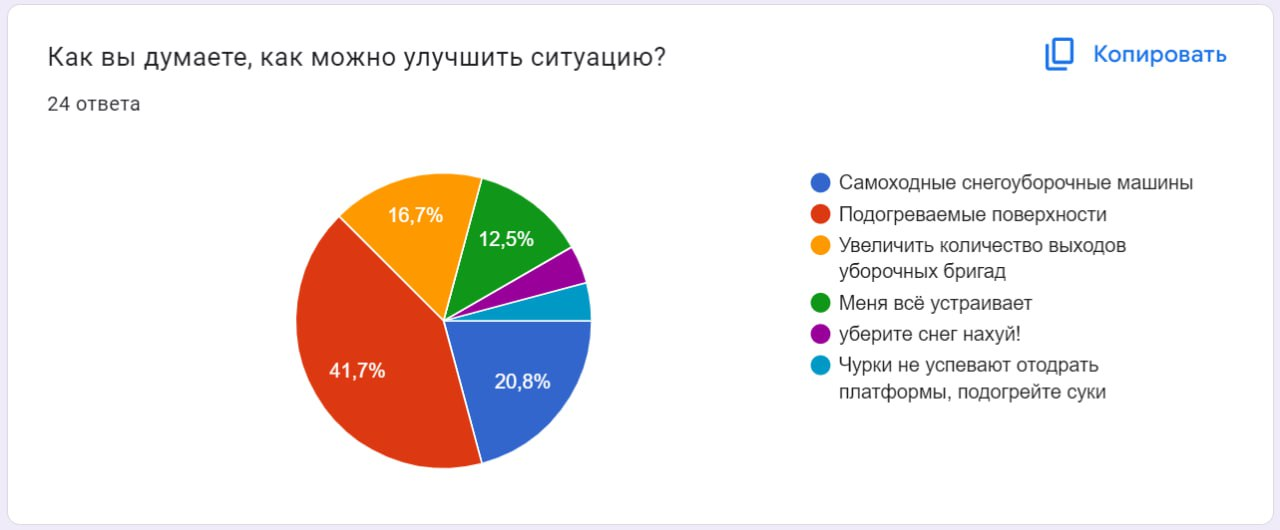 Как вы думаете, как можно улучшить ситуацию?
Копировать
24 ответа
16,7%
12,5%
41,7%
20,8%
Самоходные снегоуборочные машины
Подогреваемые поверхности
Увеличить количество выходов
уборочных бригад
Меня всё устраивает
уберите снег нахуй!
Чурки не успевают отодрать
платформы, подогрейте суки